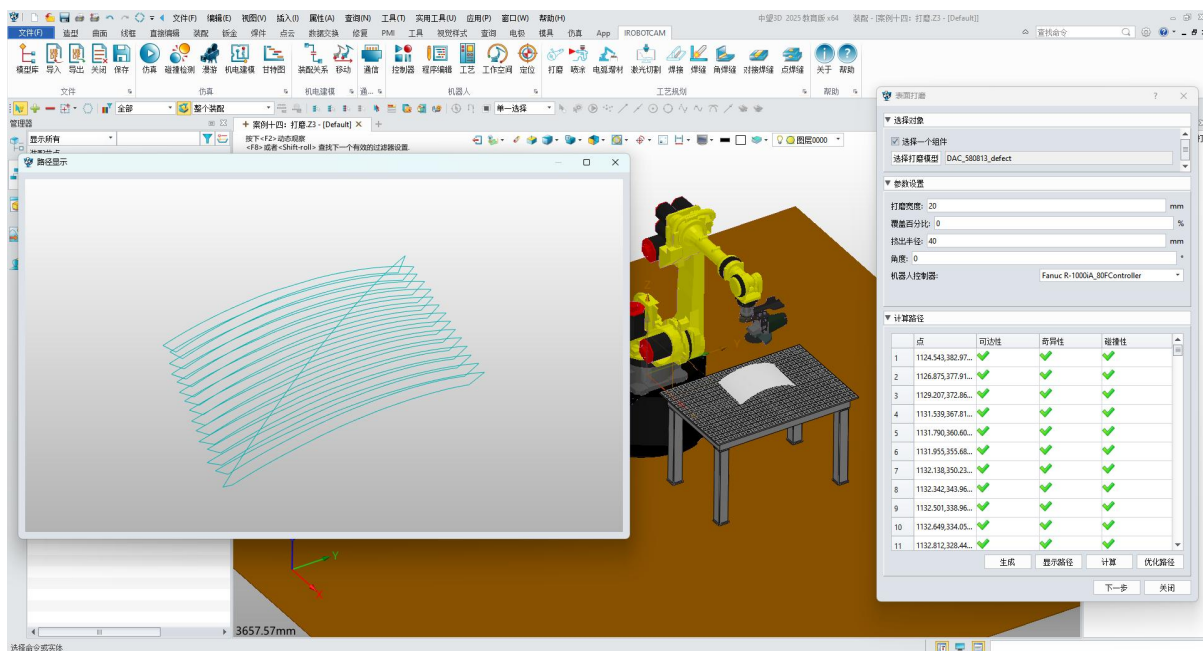 文件(F) 编辑(E) 视图(V) 插入(I) 属性(A) 查询(N) 工具(T) 实用工具(U) 应用(P) 窗口(W) 帮助(H) 中望3D 2025 教育版 x64 装配 - [案例十四：打磨.Z3 - [Default]]
文件(F) 造型 曲面 线框 直接编辑 装配 钣金 焊件 点云 数据交换 修复 PMI 工具 视觉样式 查询 电极 模具 仿真 App IROBOTCAM 查找命令
模型库 导入 导出 关闭 保存 仿真 碰撞检测 漫游 机电建模 甘特图 装配关系 移动 通信 控制器 程序编辑 工艺 工作空间 定位 打磨 喷涂 电弧增材 激光切割 焊接 焊缝 角焊缝 对接焊缝 点焊缝 关于 帮助
文件 仿真 机电建模 通... 机器人 工艺规划 帮助
全部 整个装配 单一选择
管理器 案例十四：打磨.Z3 - [Default]
显示所有
按下<F2>动态观察
<F8>或者<Shift-roll> 查找下一个有效的过滤器设置.
图层0000
路径显示
Y
3657.57mm
选择命令或实体
表面打磨
选择对象
选择一个组件
选择打磨模型 DAC_580813_defect
参数设置
打磨宽度: 20 mm
覆盖百分比: 0 %
挠出半径: 40 mm
角度: 0 °
机器人控制器: Fanuc R-1000iA_80FController
计算路径
点 可达性 奇异性 碰撞性
1 1124.543,382.97...
2 1126.875,377.91...
3 1129.207,372.86...
4 1131.539,367.81...
5 1131.790,360.60...
6 1131.955,355.68...
7 1132.138,350.23...
8 1132.342,343.96...
9 1132.501,338.96...
10 1132.649,334.05...
11 1132.812,328.44...
生成 显示路径 计算 优化路径
下一步 关闭